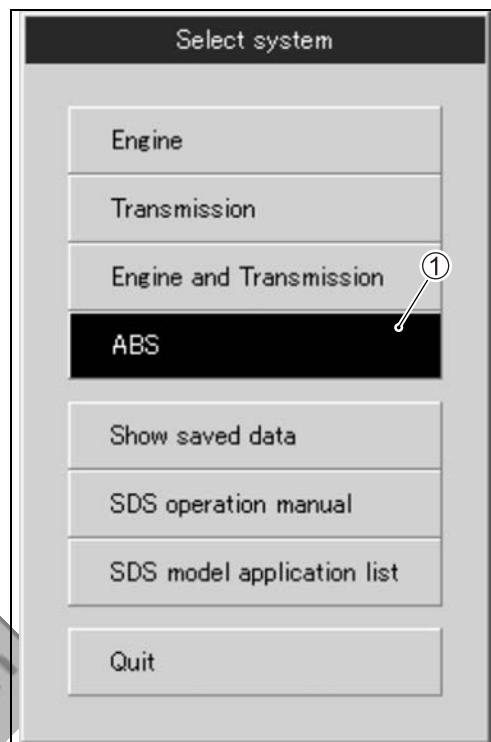 Select system
Engine
Transmission
Engine and Transmission
①
ABS
Show saved data
SDS operation manual
SDS model application list
Quit